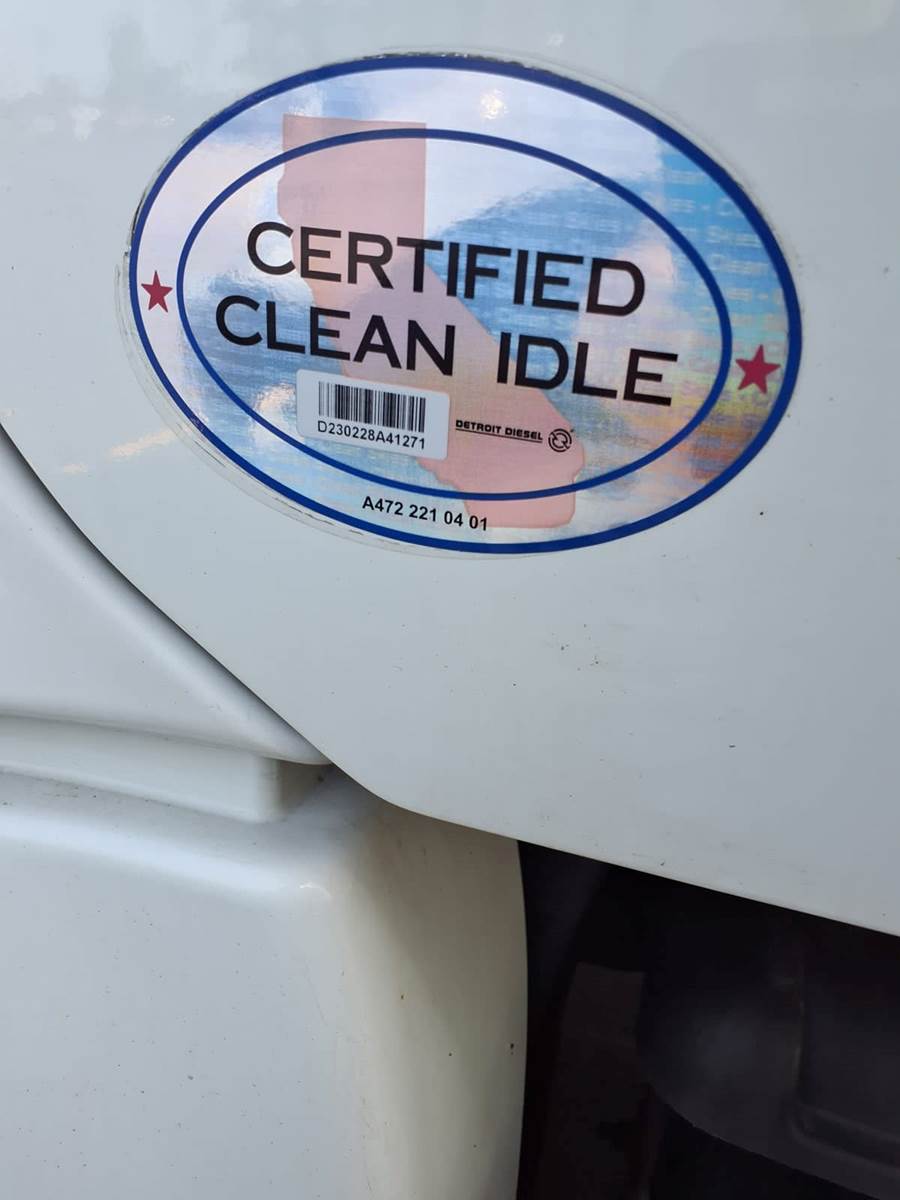 CERTIFIED
CLEAN IDLE
D230228A41271
DETROIT DIESEL
A472 221 04 01